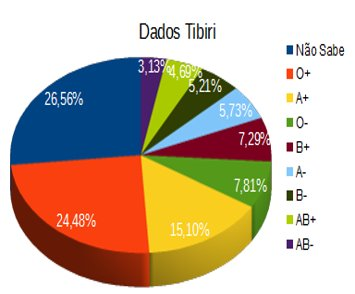 Dados Tibiri
3,13%
4,69%
5,21%
5,73%
7,29%
7,81%
15,10%
24,48%
26,56%
Não Sabe
O+
A+
O-
B+
A-
B-
AB+
AB-